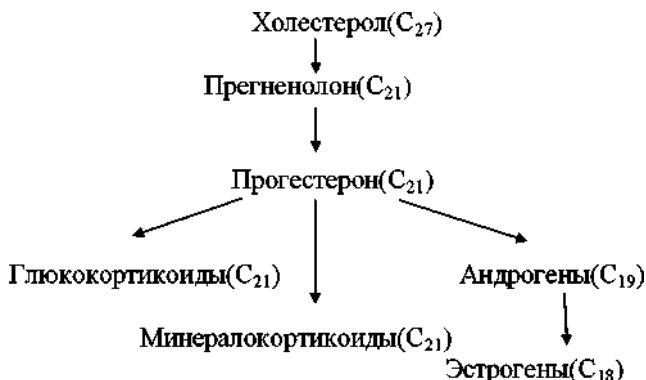 Холестерол(C₂₇)
Прегненолон(C₂₁)
Прогестерон(C₂₁)
Глюкокортикоиды(C₂₁)
Андрогены(C₁₉)
Минералокортикоиды(C₂₁)
Эстрогены(C₁₈)